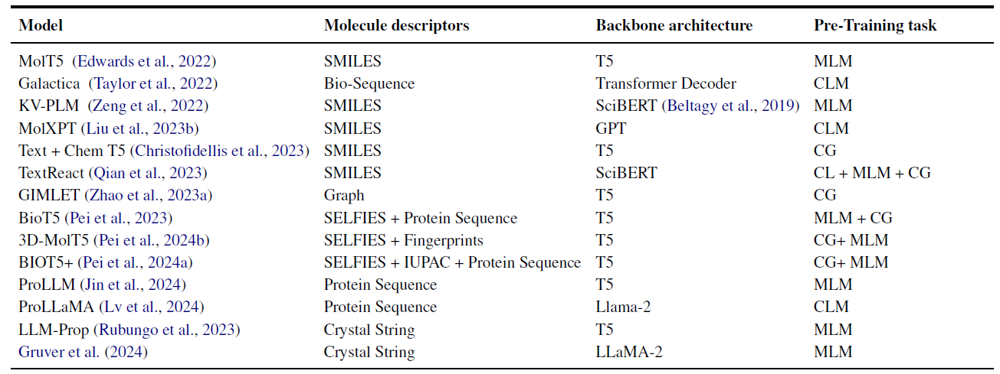 Model Molecule descriptors Backbone architecture Pre-Training task
MolT5 (Edwards et al., 2022) SMILES T5 MLM
Galactica (Taylor et al., 2022) Bio-Sequence Transformer Decoder CLM
KV-PLM (Zeng et al., 2022) SMILES SciBERT (Beltagy et al., 2019) MLM
MolXPT (Liu et al., 2023b) SMILES GPT CLM
Text + Chem T5 (Christofidellis et al., 2023) SMILES T5 CG
TextReact (Qian et al., 2023) SMILES SciBERT CL + MLM + CG
GIMLET (Zhao et al., 2023a) Graph T5 CG
BioT5 (Pei et al., 2023) SELFIES + Protein Sequence T5 MLM + CG
3D-MolT5 (Pei et al., 2024b) SELFIES + Fingerprints T5 CG+ MLM
BIOT5+ (Pei et al., 2024a) SELFIES + IUPAC + Protein Sequence T5 CG+ MLM
ProLLM (Jin et al., 2024) Protein Sequence T5 MLM
ProLLaMA (Lv et al., 2024) Protein Sequence Llama-2 CLM
LLM-Prop (Rubungo et al., 2023) Crystal String T5 MLM
Gruver et al. (2024) Crystal String LLaMA-2 MLM